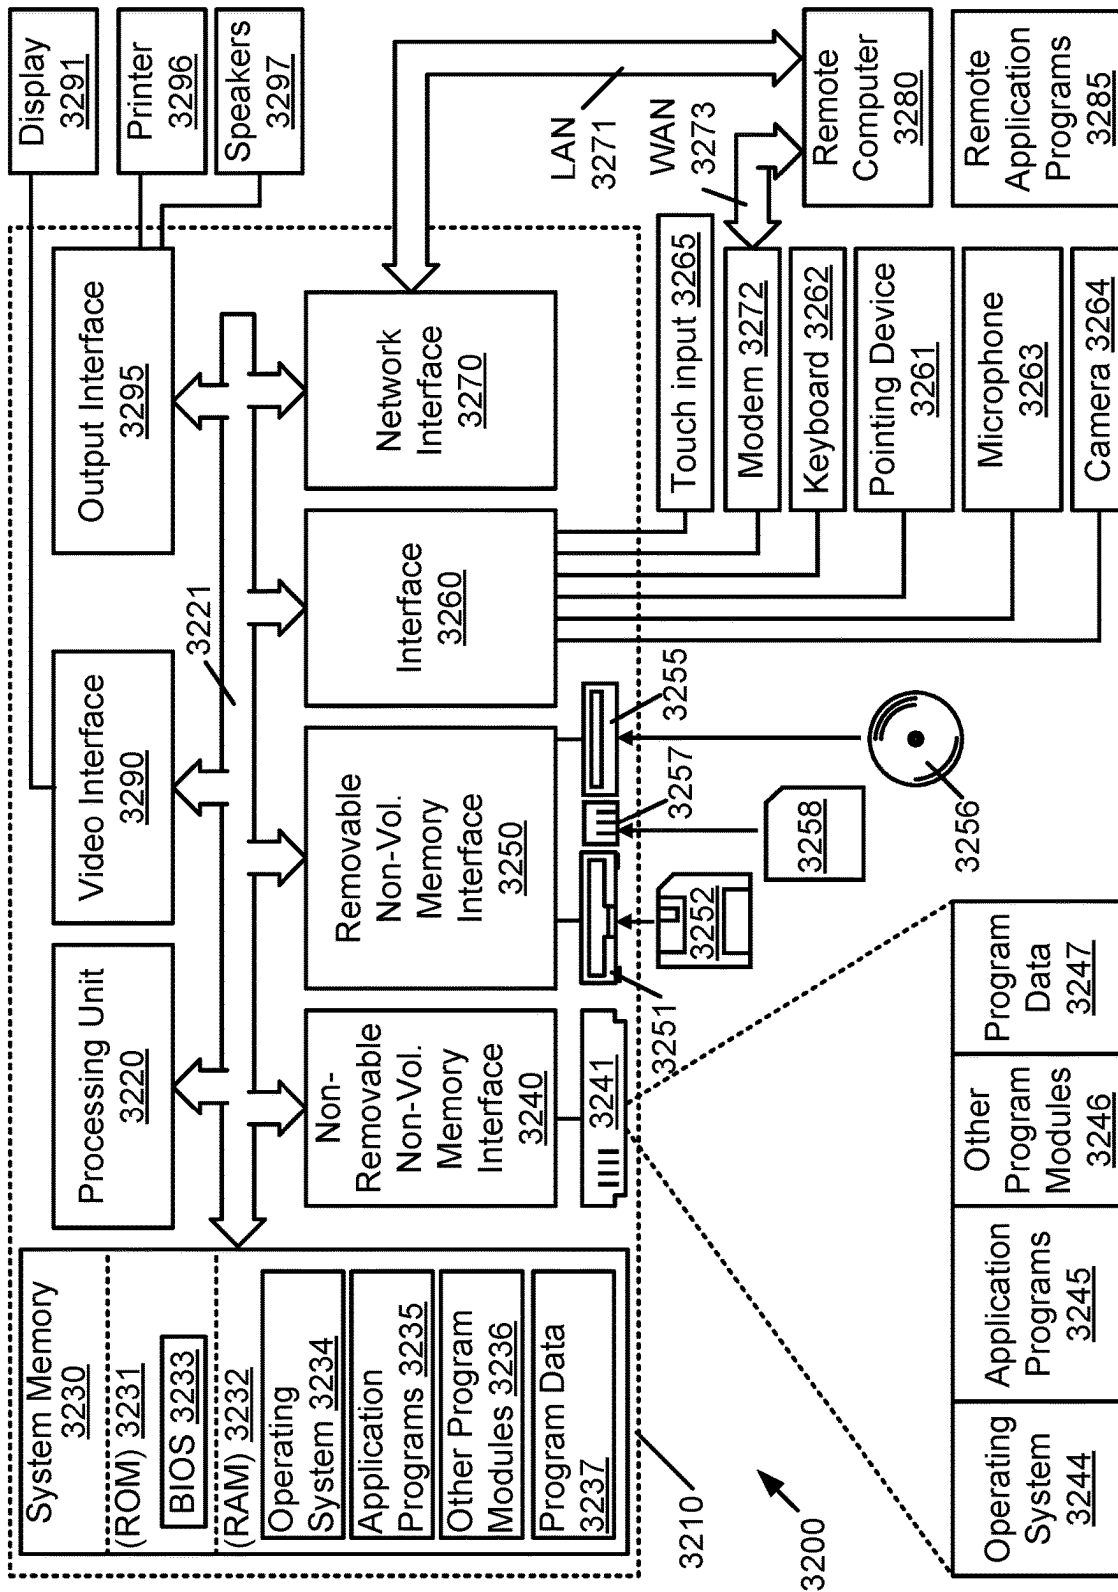 System Memory
3230
(ROM) 3231
BIOS 3233
(RAM) 3232
Operating
System 3234
Application
Programs 3235
Other Program
Modules 3236
Program Data
3237
Processing Unit
3220
Video Interface
3290
Output Interface
3295
Display
3291
Printer
3296
Speakers
3297
3221
Non-
Removable
Non-Vol.
Memory
Interface
3240
Removable
Non-Vol.
Memory
Interface
3250
Interface
3260
Network
Interface
3270
LAN
3271
WAN
3273
3241
3251
3257
3255
3252
3258
3256
Touch input 3265
Modem 3272
Keyboard 3262
Pointing Device
3261
Microphone
3263
Camera 3264
Remote
Computer
3280
Remote
Application
Programs
3285
3210
3200
Operating
System
3244
Application
Programs
3245
Other
Program
Modules
3246
Program
Data
3247